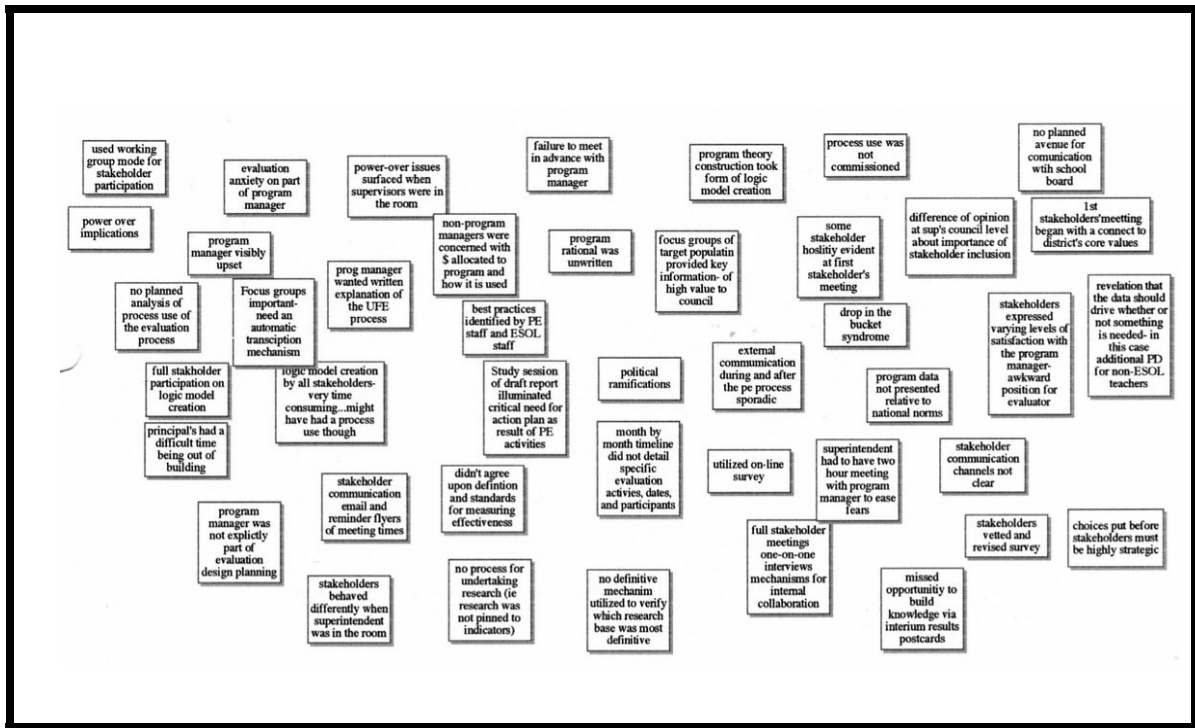 used working
group mode for
stakeholder
participation
evaluation
anxiety on part
of program
manager
power-over issues
surfaced when
supervisors were in
the room
failure to meet
in advance with
program
manager
program theory
construction took
form of logic
model creation
process use was
not
commissioned
no planned
avenue for
comunication
wtih school
board
power over
implications
program
manager visibly
upset
non-program
managers were
concerned with
$ allocated to
program and
how it is used
program
rational was
unwritten
focus groups of
target populatin
provided key
information- of
high value to
council
some
stakeholder
hosltiy evident
at first
stakeholder's
meeting
difference of opinion
at sup's council level
about importance of
stakeholder inclusion
1st
stakeholders'meetting
began with a connect to
district's core values
no planned
analysis of
process use of
the evaluation
process
Focus groups
important-
need an
automatic
transciption
mechanism
prog manager
wanted written
explanation of
the UFE
process
best practices
identified by PE
staff and ESOL
staff
drop in the
bucket
syndrome
stakeholders
expressed
varying levels of
satisfaction with
the program
manager-
awkward
position for
evaluator
revelation that
the data should
drive whether or
not something
is needed- in
this case
additional PD
for non-ESOL
teachers
full stakholder
participation on
logic model
creation
logic model creation
by all stakeholders-
very time
consuming...might
have had a process
use though
Study session
of draft report
illuminated
critical need for
action plan as
result of PE
activities
political
ramifications
external
communication
during and after
the pe process
sporadic
program data
not presented
relative to
national norms
principal's had a
difficult time
being out of
building
month by
month timeline
did not detail
specific
evaluation
activies, dates,
and participants
utilized on-line
survey
superintendent
had to have two
hour meeting
with program
manager to ease
fears
stakeholder
communication
channels not
clear
program
manager was
not explictly
part of
evaluation
design planning
stakeholder
communication
email and
reminder flyers
of meeting times
didn't agree
upon defintion
and standards
for measuring
effectiveness
full stakeholder
meetings
one-on-one
interviews
mechanisms for
internal
collaboration
stakeholders
vetted and
revised survey
choices put before
stakeholders must
be highly strategic
stakeholders
behaved
differently when
superintendent
was in the room
no process for
undertaking
research (ie
research was
not pinned to
indicators)
no definitive
mechanim
utilized to verify
which research
base was most
definitive
missed
opportunitiy to
build
knowledge via
interium results
postcards